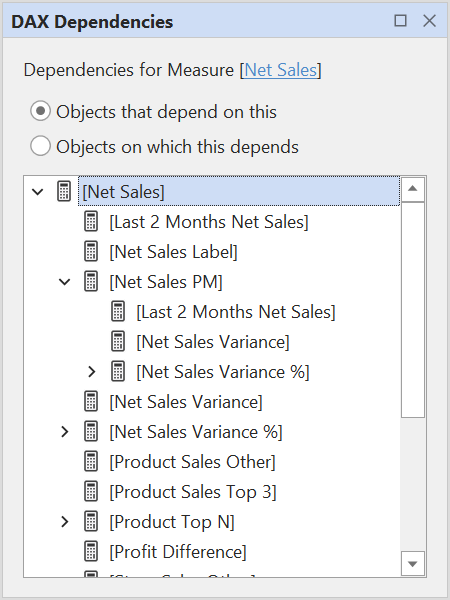 DAX Dependencies
Dependencies for Measure [Net Sales]
Objects that depend on this
Objects on which this depends
[Net Sales]
[Last 2 Months Net Sales]
[Net Sales Label]
[Net Sales PM]
[Last 2 Months Net Sales]
[Net Sales Variance]
[Net Sales Variance %]
[Net Sales Variance]
[Net Sales Variance %]
[Product Sales Other]
[Product Sales Top 3]
[Product Top N]
[Profit Difference]